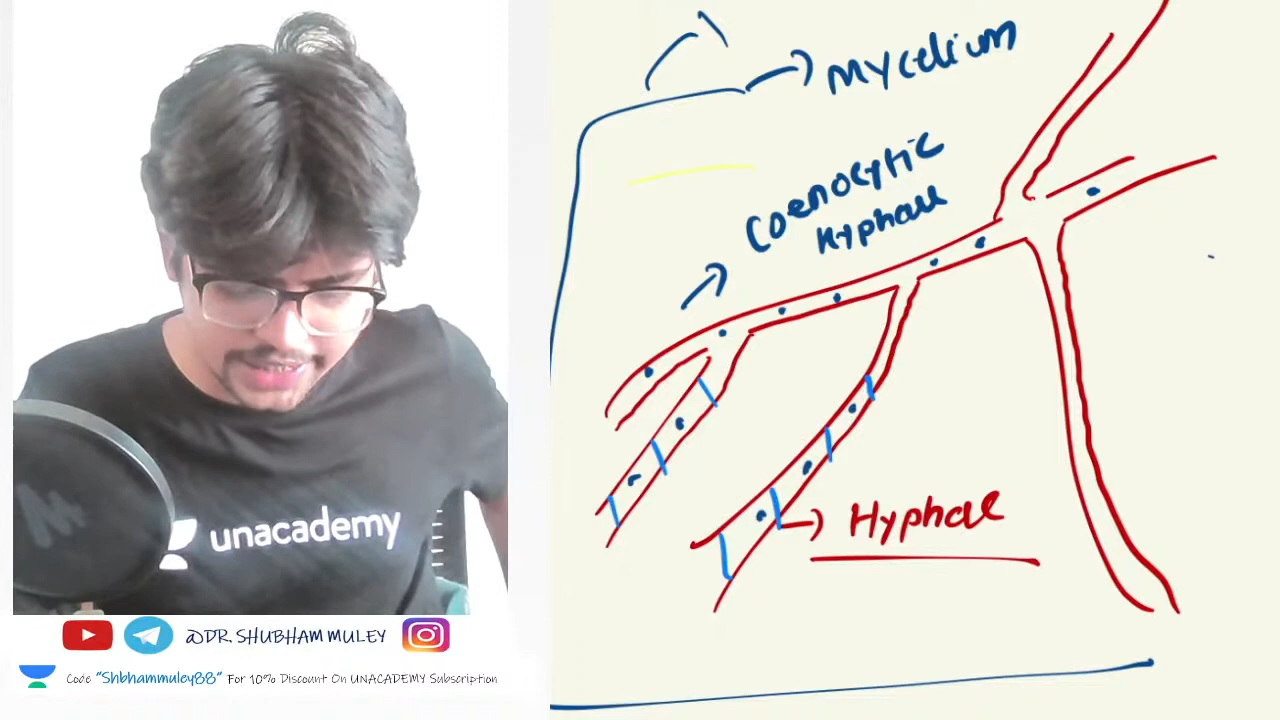 Mycelium
Coenocytic
Hyphae
Hyphae
unacademy
@DR. SHUBHAM MULEY
Code "Shbhammuley88" For 10% Discount On UNACADEMY Subscription